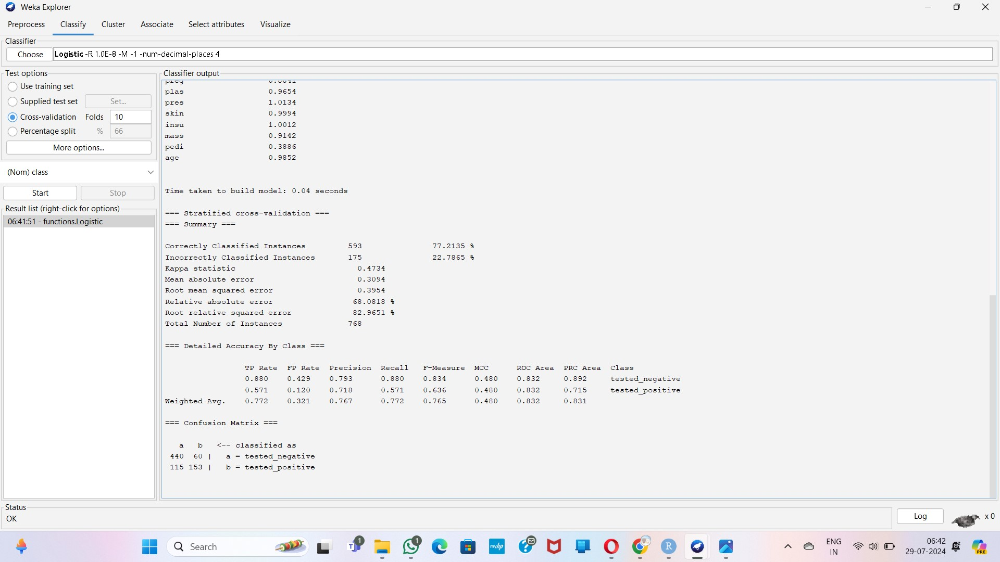 Weka Explorer
Preprocess Classify Cluster Associate Select attributes Visualize
Classifier
Choose Logistic -R 1.0E-8 -M -1 -num-decimal-places 4
Test options
Use training set
Supplied test set Set...
Cross-validation Folds 10
Percentage split % 66
More options...
(Nom) class
Start Stop
Result list (right-click for options)
06:41:51 - functions.Logistic
Classifier output
preg 0.8841
plas 0.9654
pres 1.0134
skin 0.9994
insu 1.0012
mass 0.9142
pedi 0.3886
age 0.9852
Time taken to build model: 0.04 seconds
=== Stratified cross-validation ===
=== Summary ===
Correctly Classified Instances 593 77.2135 %
Incorrectly Classified Instances 175 22.7865 %
Kappa statistic 0.4734
Mean absolute error 0.3094
Root mean squared error 0.3954
Relative absolute error 68.0818 %
Root relative squared error 82.9651 %
Total Number of Instances 768
=== Detailed Accuracy By Class ===
TP Rate FP Rate Precision Recall F-Measure MCC ROC Area PRC Area Class
0.880 0.429 0.793 0.880 0.834 0.480 0.832 0.892 tested_negative
0.571 0.120 0.718 0.571 0.636 0.480 0.832 0.715 tested_positive
Weighted Avg. 0.772 0.321 0.767 0.772 0.765 0.480 0.832 0.831
=== Confusion Matrix ===
a b <-- classified as
440 60 | a = tested_negative
115 153 | b = tested_positive
Status
OK
Log x 0
Search
1
1
myhp
R
PRE
ENG
IN
06:42
29-07-2024